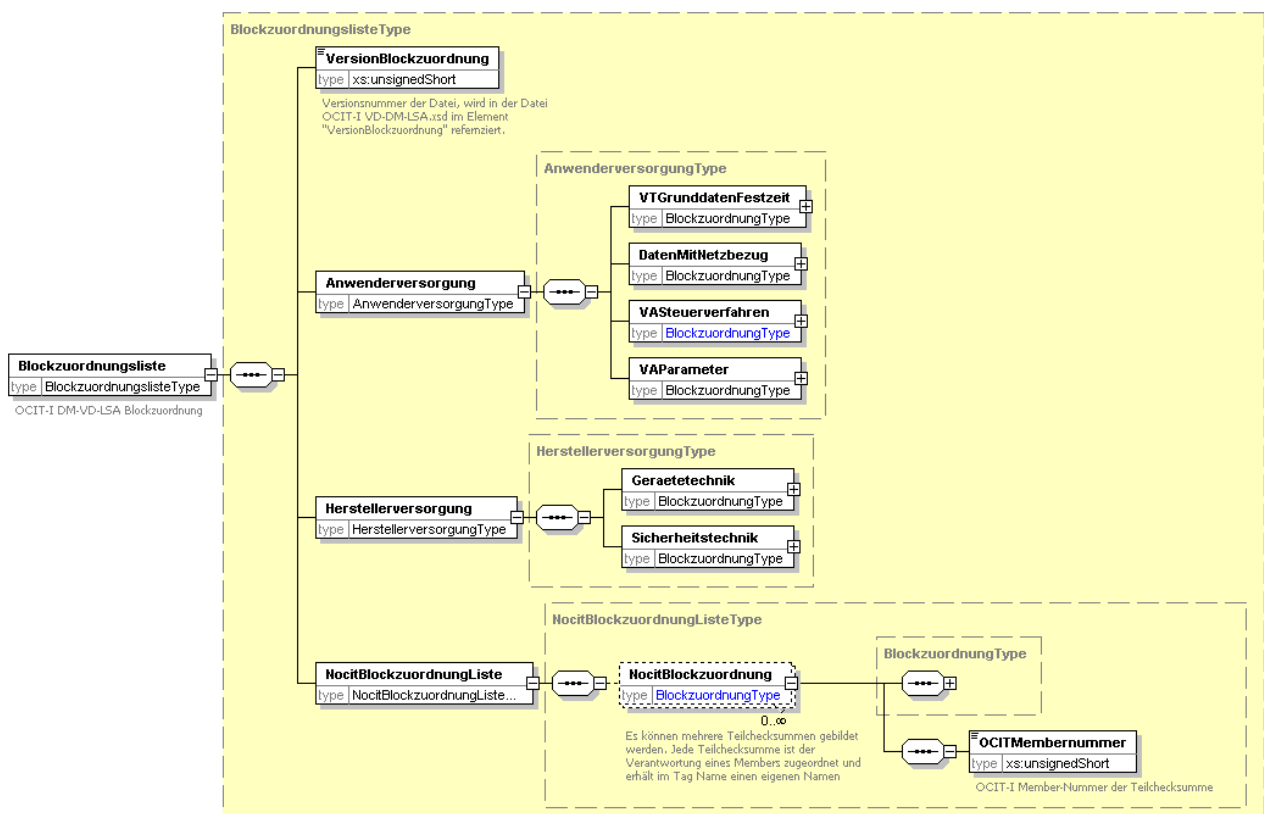 BlockzuordnungslisteType
VersionBlockzuordnung
type xs:unsignedShort
Versionsnummer der Datei, wird in der Datei
OCIT-I VD-DM-LSA.xsd im Element
"VersionBlockzuordnung" refernziert.
AnwenderversorgungType
VTGrunddatenFestzeit
type BlockzuordnungType
DatenMitNetzbezug
type BlockzuordnungType
Anwenderversorgung
type AnwenderversorgungType
VASteuerverfahren
type BlockzuordnungType
VAParameter
type BlockzuordnungType
Blockzuordnungsliste
type BlockzuordnungslisteType
OCIT-I DM-VD-LSA Blockzuordnung
HerstellerversorgungType
Geraetetechnik
type BlockzuordnungType
Herstellerversorgung
type HerstellerversorgungType
Sicherheitstechnik
type BlockzuordnungType
NocitBlockzuordnungListeType
BlockzuordnungType
NocitBlockzuordnungListe
type NocitBlockzuordnungListe...
NocitBlockzuordnung
type BlockzuordnungType
0..∞
Es können mehrere Teilchecksummen gebildet
werden. Jede Teilchecksumme ist der
Verantwortung eines Members zugeordnet und
erhält im Tag Name einen eigenen Namen
OCITMembernummer
type xs:unsignedShort
OCIT-I Member-Nummer der Teilchecksumme